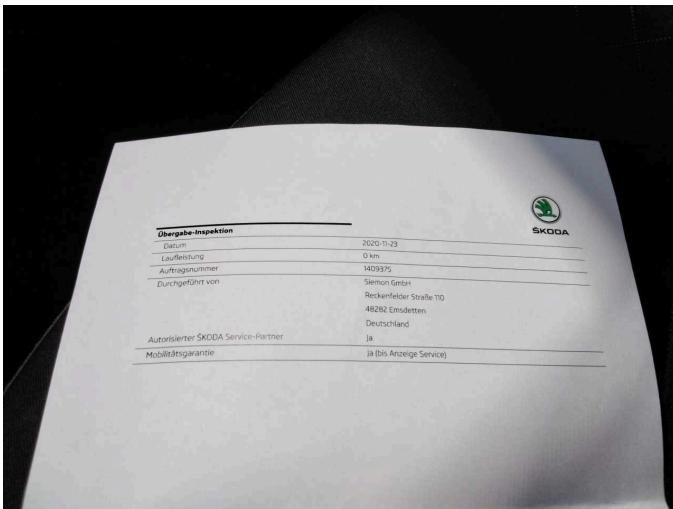 ŠKODA
Übergabe-Inspektion
Datum 2020-11-23
Laufleistung 0 km
Auftragsnummer 1409375
Durchgeführt von Siemon GmbH
Reckenfelder Straße 110
48282 Emsdetten
Deutschland
Autorisierter ŠKODA Service-Partner Ja
Mobilitätsgarantie Ja (bis Anzeige Service)